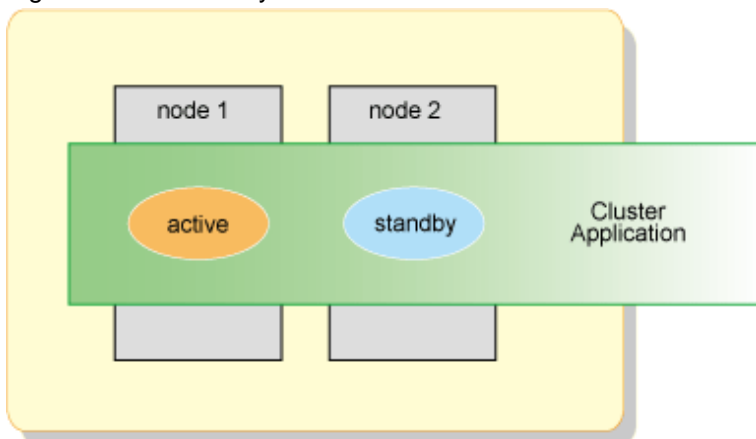 node 1
node 2
active
standby
Cluster
Application